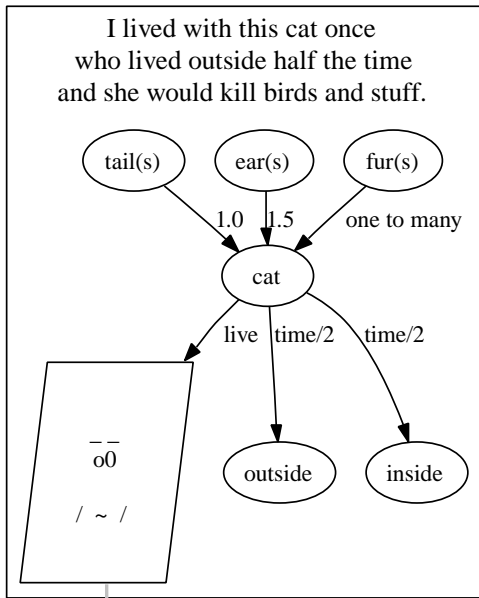 I lived with this cat once
who lived outside half the time
and she would kill birds and stuff.
tail(s) ear(s) fur(s)
1.0 1.5 one to many
cat
live time/2 time/2
_ _
o0
/ ~ /
outside inside